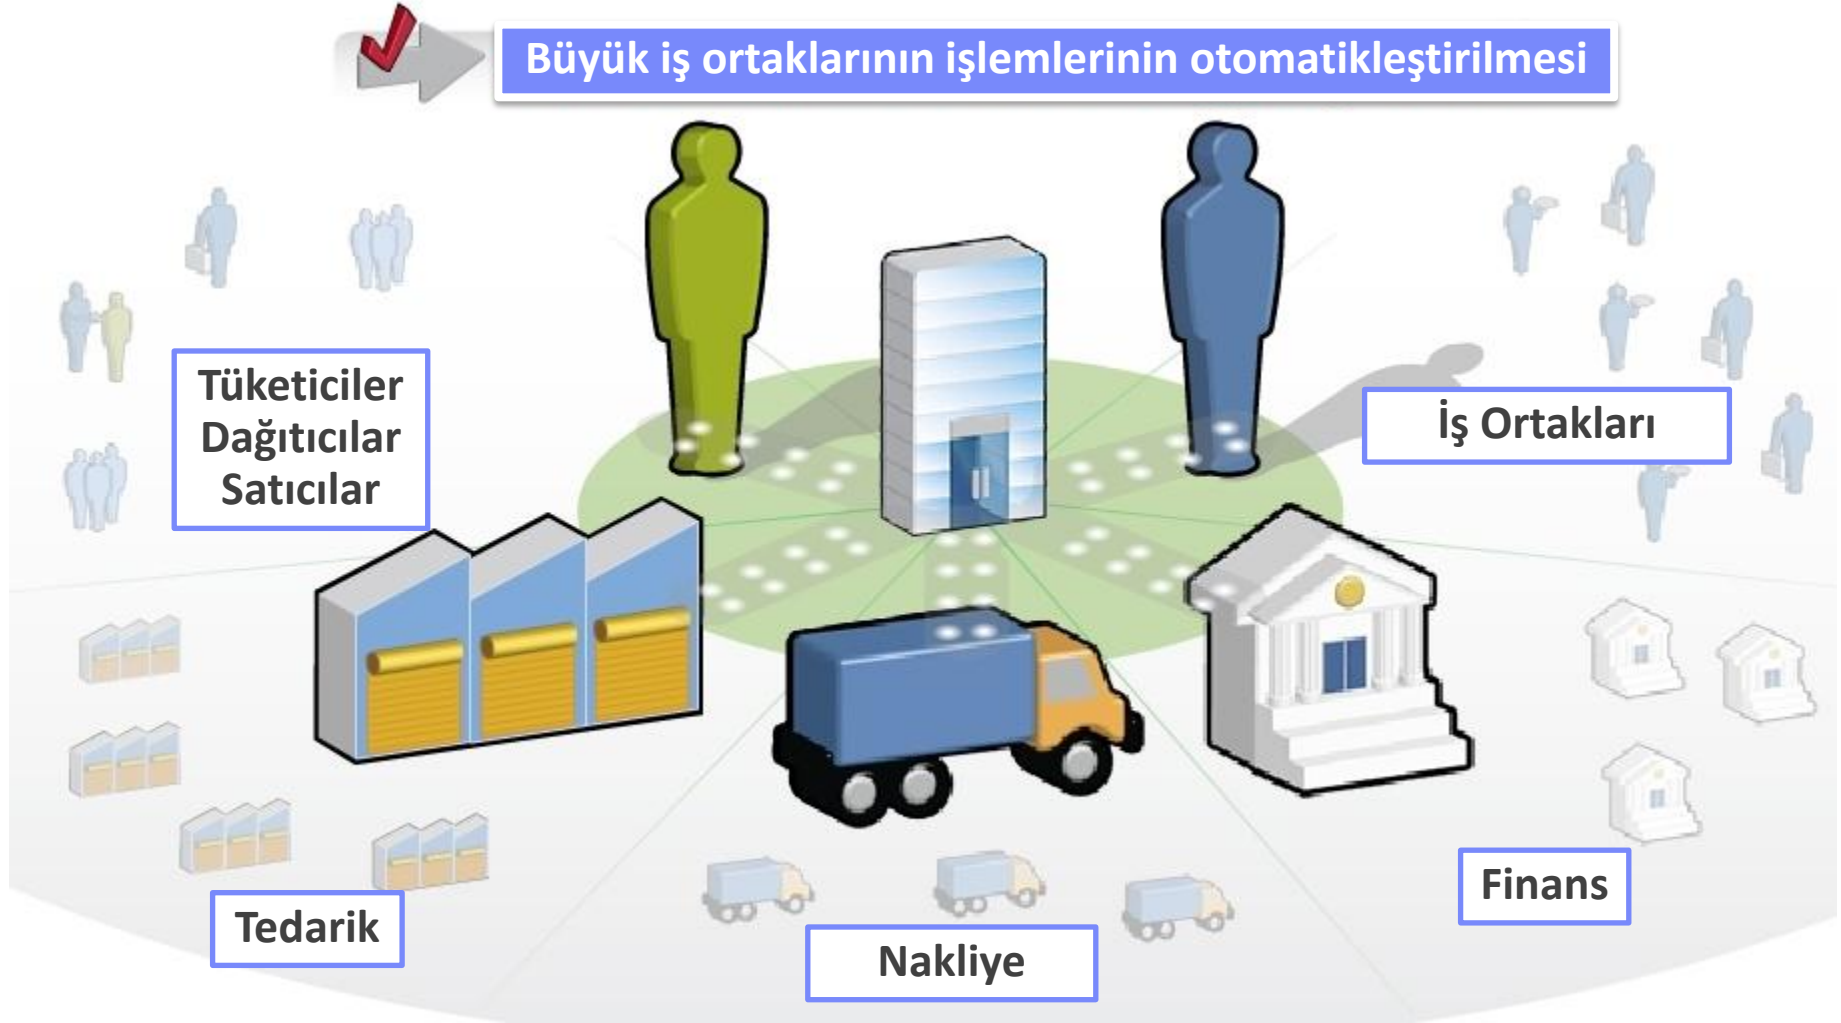 Büyük iş ortaklarının işlemlerinin otomatikleştirilmesi
Tüketiciler
Dağıtıcılar
Satıcılar
İş Ortakları
Tedarik
Nakliye
Finans